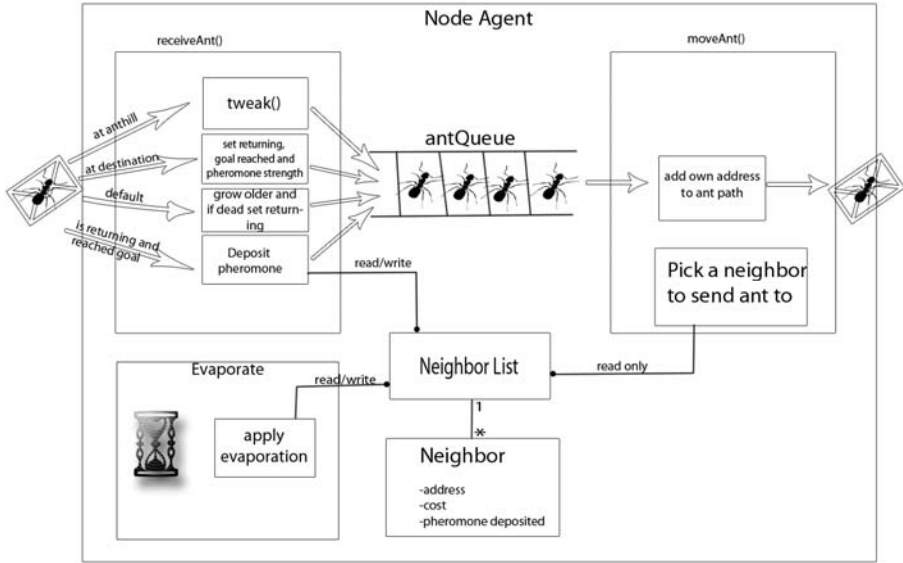 Node Agent
receiveAnt()
moveAnt()
at anthill
at destination
default
is returning and
reached goal
tweak()
set returning,
goal reached and
pheromone strength
grow older and
if dead set return-
ing
Deposit
pheromone
antQueue
add own address
to ant path
Pick a neighbor
to send ant to
read/write
Neighbor List
read only
Evaporate
read/write
apply
evaporation
1
*
Neighbor
-address
-cost
-pheromone deposited